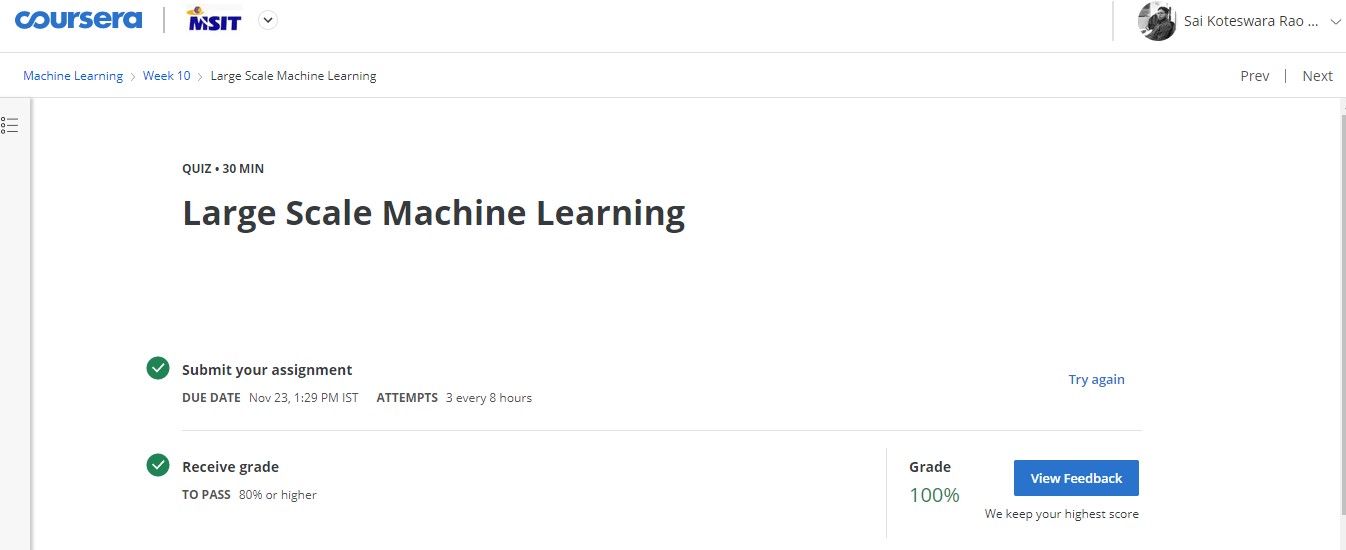 coursera MSIT Sai Koteswara Rao ...
Machine Learning > Week 10 > Large Scale Machine Learning Prev | Next
QUIZ • 30 MIN
Large Scale Machine Learning
Submit your assignment
Try again
DUE DATE Nov 23, 1:29 PM IST ATTEMPTS 3 every 8 hours
Receive grade
TO PASS 80% or higher
Grade
100%
View Feedback
We keep your highest score